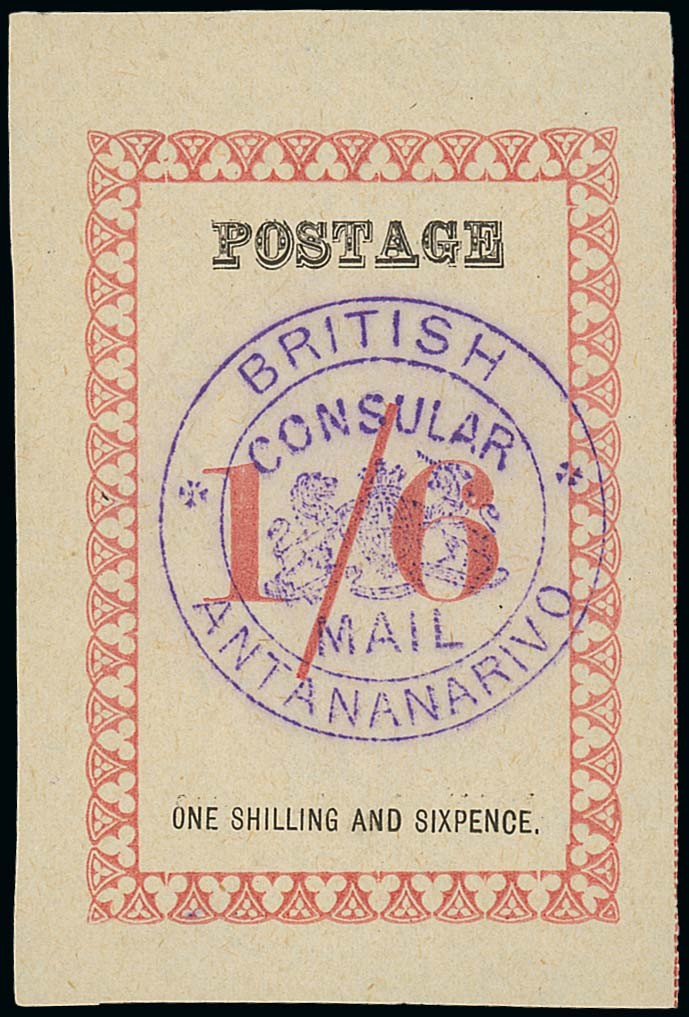 POSTAGE
BRITISH
CONSULAR
1/6
MAIL
ANTANANARIVO
ONE SHILLING AND SIXPENCE.